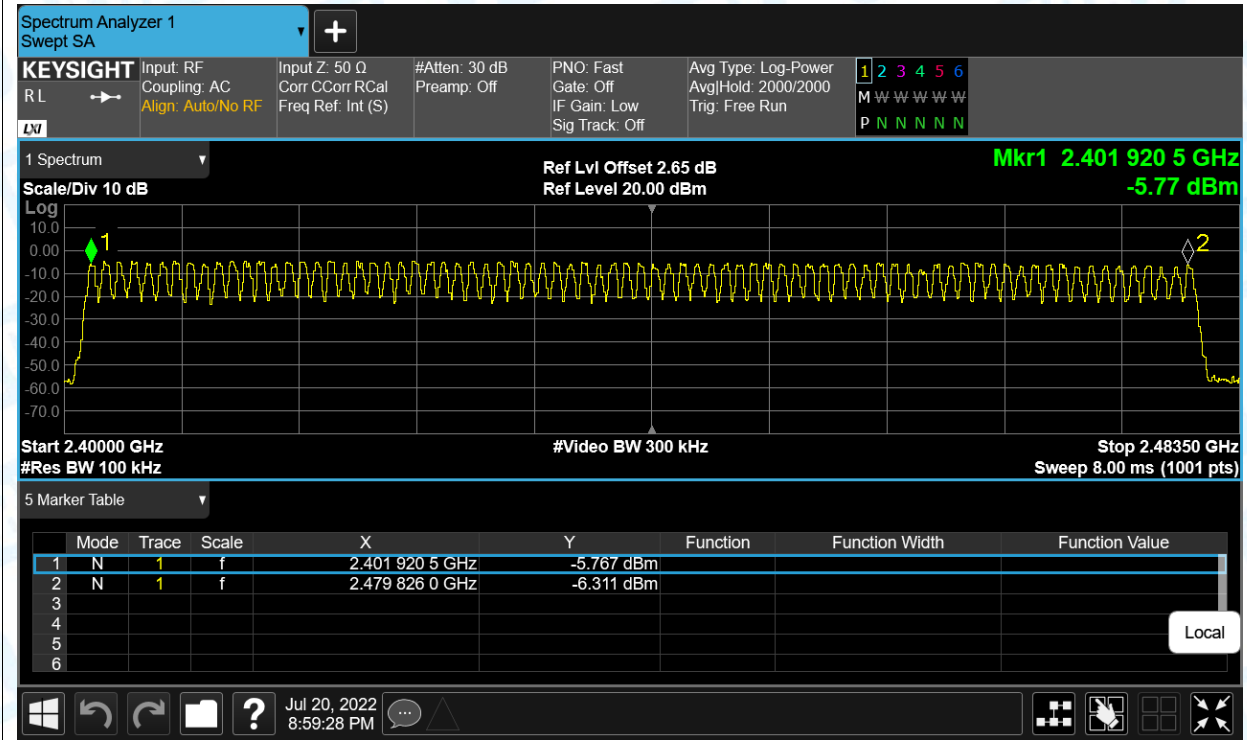 Spectrum Analyzer 1
Swept SA
KEYSIGHT
R L
LXI
Input: RF
Coupling: AC
Align: Auto/No RF
Input Z: 50 Ω
Corr CCorr RCal
Freq Ref: Int (S)
#Atten: 30 dB
Preamp: Off
PNO: Fast
Gate: Off
IF Gain: Low
Sig Track: Off
Avg Type: Log-Power
Avg|Hold: 2000/2000
Trig: Free Run
1 2 3 4 5 6
M W W W W W
P N N N N N
1 Spectrum
Scale/Div 10 dB
Ref Lvl Offset 2.65 dB
Ref Level 20.00 dBm
Mkr1 2.401 920 5 GHz
-5.77 dBm
Log
10.0
0.00
-10.0
-20.0
-30.0
-40.0
-50.0
-60.0
-70.0
1
2
Start 2.40000 GHz
#Res BW 100 kHz
#Video BW 300 kHz
Stop 2.48350 GHz
Sweep 8.00 ms (1001 pts)
5 Marker Table
Mode Trace Scale X Y Function Function Width Function Value
1 N 1 f 2.401 920 5 GHz -5.767 dBm
2 N 1 f 2.479 826 0 GHz -6.311 dBm
3
4
5
6
Local
?
Jul 20, 2022
8:59:28 PM